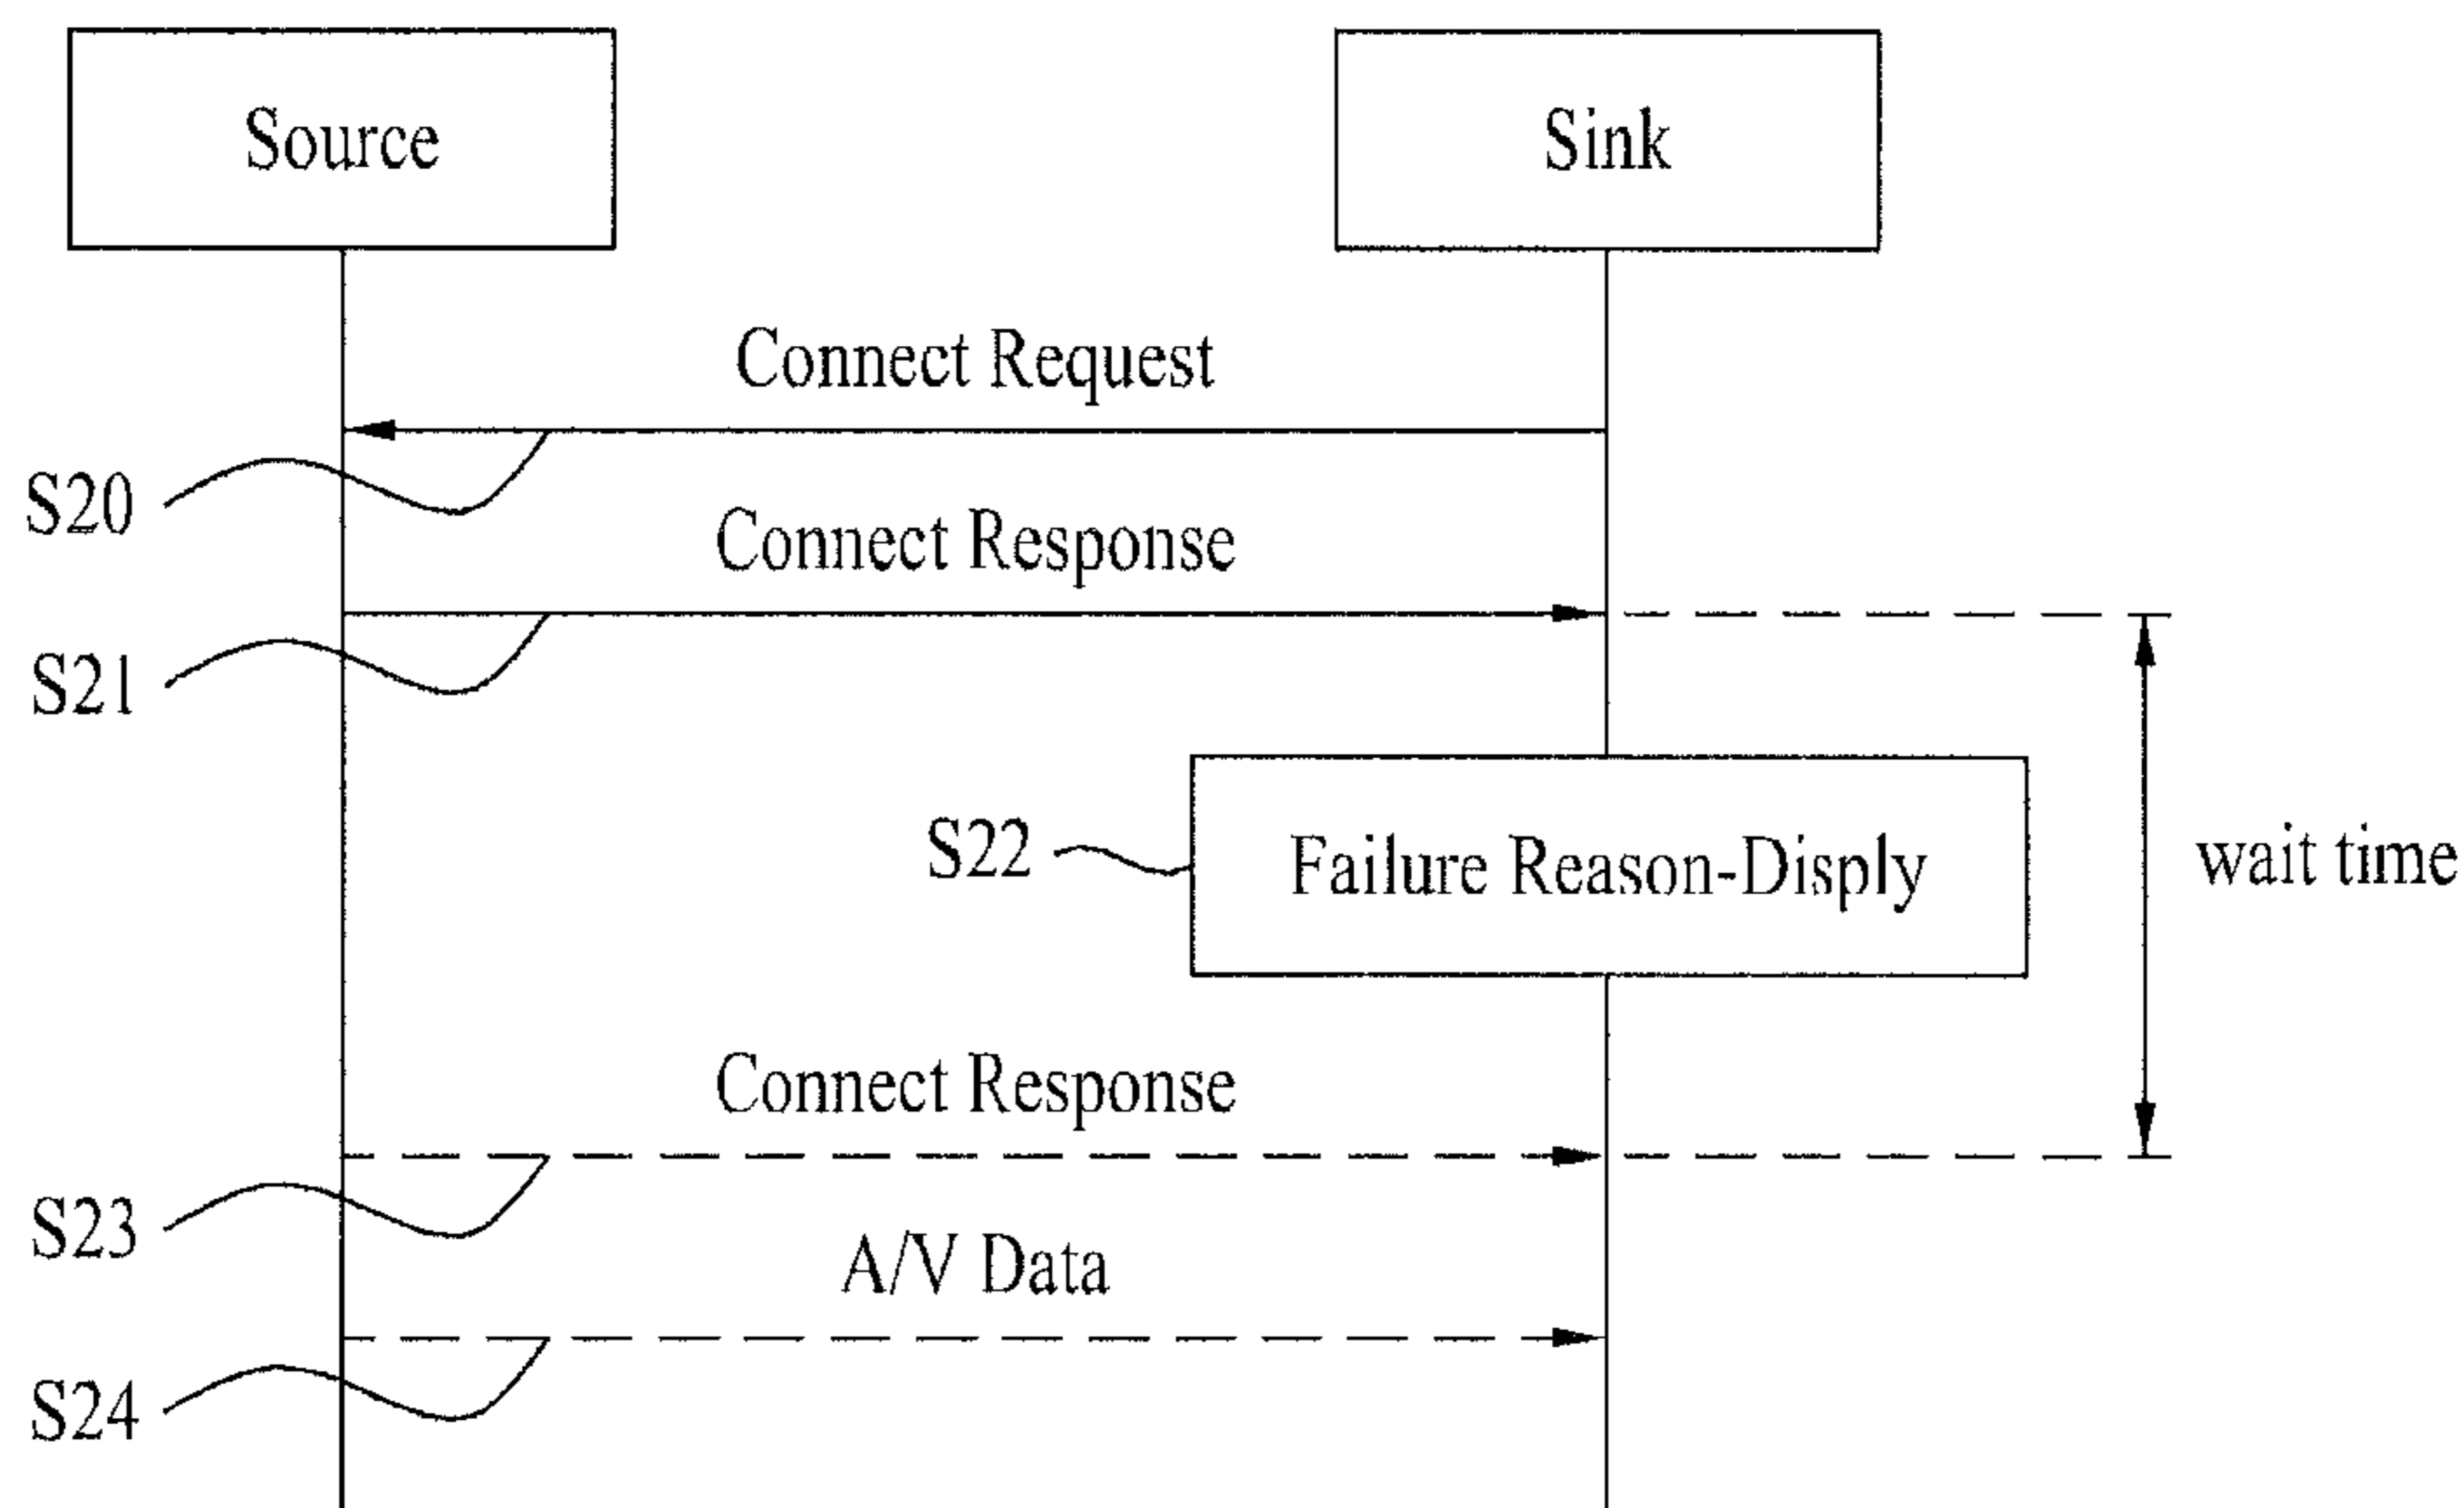 Source
Sink
Connect Request
S20
Connect Response
S21
S22
Failure Reason-Disply
wait time
Connect Response
S23
A/V Data
S24